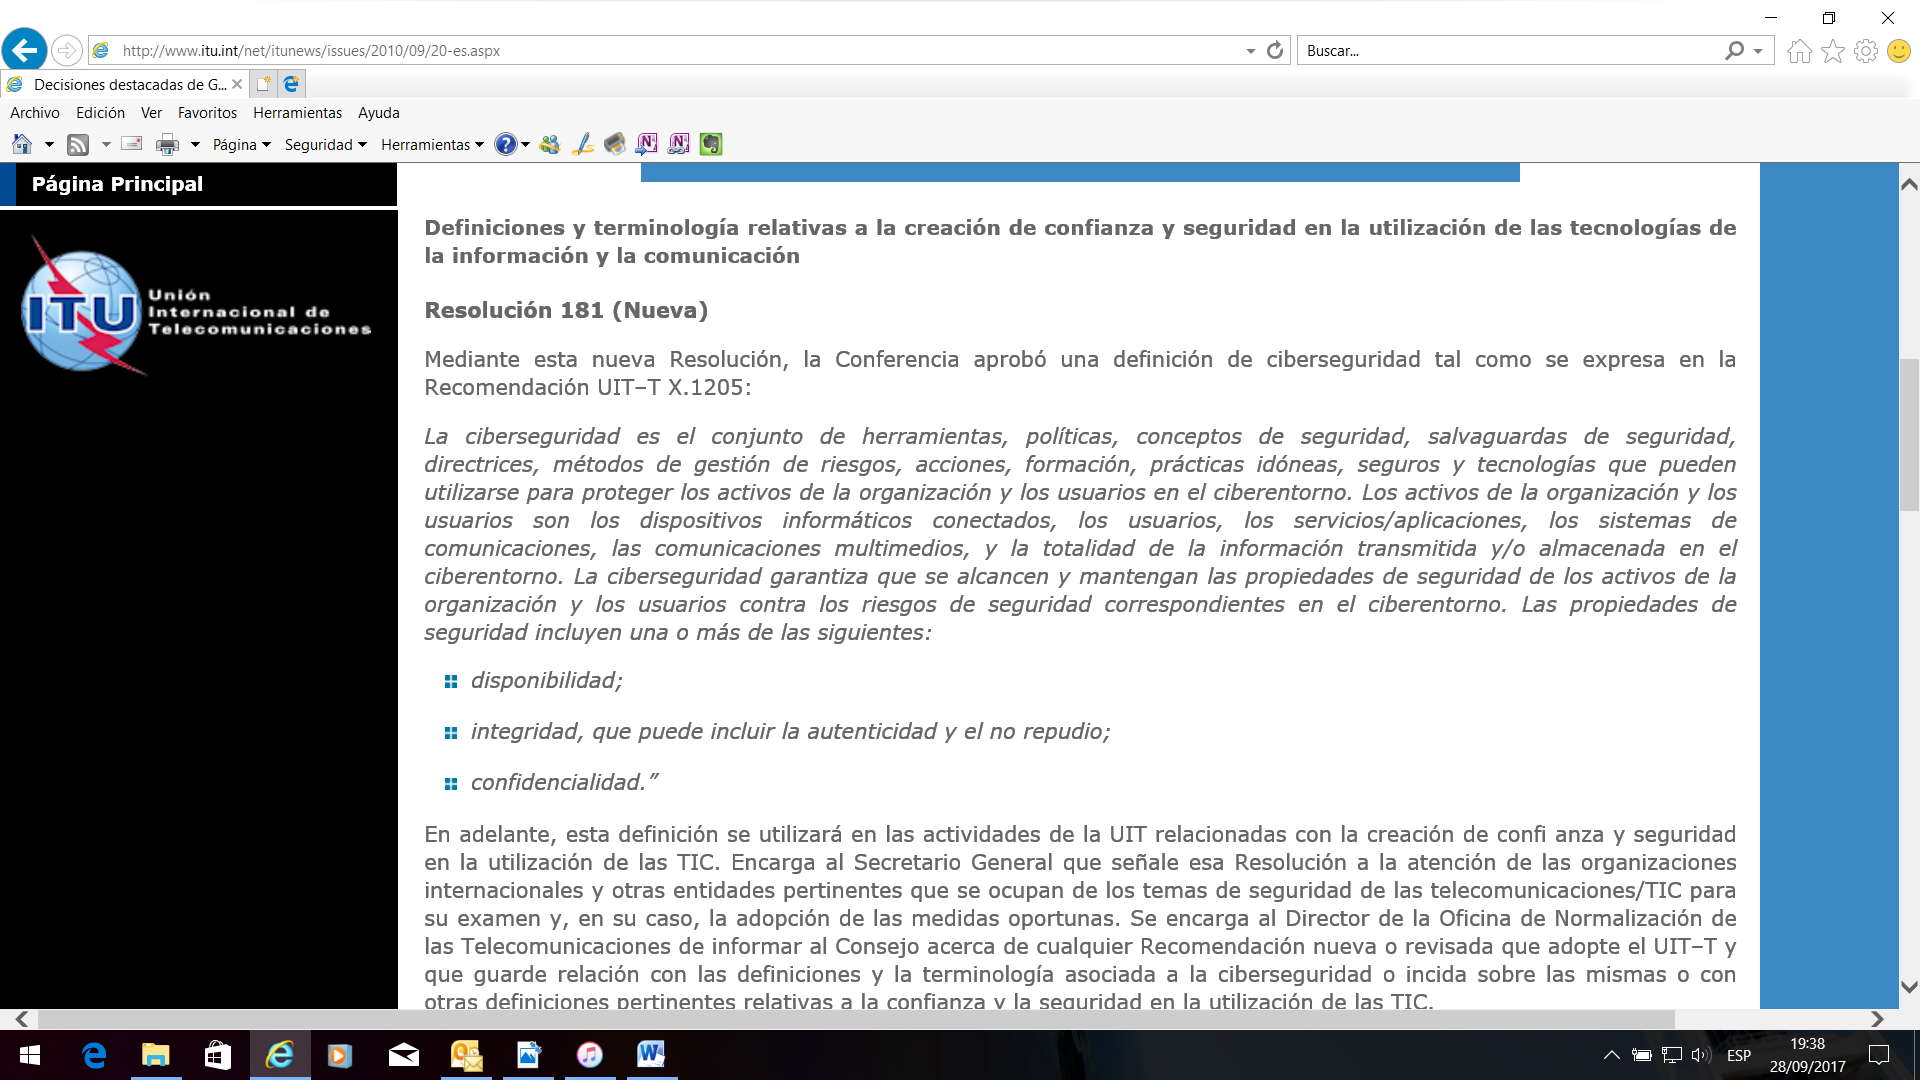 http://www.itu.int/net/itunews/issues/2010/09/20-es.aspx
Buscar...
Decisiones destacadas de G...
Archivo Edición Ver Favoritos Herramientas Ayuda
Página Seguridad Herramientas
Página Principal
ITU
Unión
Internacional de
Telecomunicaciones
Definiciones y terminología relativas a la creación de confianza y seguridad en la utilización de las tecnologías de
la información y la comunicación
Resolución 181 (Nueva)
Mediante esta nueva Resolución, la Conferencia aprobó una definición de ciberseguridad tal como se expresa en la
Recomendación UIT–T X.1205:
La ciberseguridad es el conjunto de herramientas, políticas, conceptos de seguridad, salvaguardas de seguridad,
directrices, métodos de gestión de riesgos, acciones, formación, prácticas idóneas, seguros y tecnologías que pueden
utilizarse para proteger los activos de la organización y los usuarios en el ciberentorno. Los activos de la organización y los
usuarios son los dispositivos informáticos conectados, los usuarios, los servicios/aplicaciones, los sistemas de
comunicaciones, las comunicaciones multimedios, y la totalidad de la información transmitida y/o almacenada en el
ciberentorno. La ciberseguridad garantiza que se alcancen y mantengan las propiedades de seguridad de los activos de la
organización y los usuarios contra los riesgos de seguridad correspondientes en el ciberentorno. Las propiedades de
seguridad incluyen una o más de las siguientes:
disponibilidad;
integridad, que puede incluir la autenticidad y el no repudio;
confidencialidad.”
En adelante, esta definición se utilizará en las actividades de la UIT relacionadas con la creación de confi anza y seguridad
en la utilización de las TIC. Encarga al Secretario General que señale esa Resolución a la atención de las organizaciones
internacionales y otras entidades pertinentes que se ocupan de los temas de seguridad de las telecomunicaciones/TIC para
su examen y, en su caso, la adopción de las medidas oportunas. Se encarga al Director de la Oficina de Normalización de
las Telecomunicaciones de informar al Consejo acerca de cualquier Recomendación nueva o revisada que adopte el UIT–T y
que guarde relación con las definiciones y la terminología asociada a la ciberseguridad o incida sobre las mismas o con
otras definiciones pertinentes relativas a la confianza y la seguridad en la utilización de las TIC.
ESP
19:38
28/09/2017